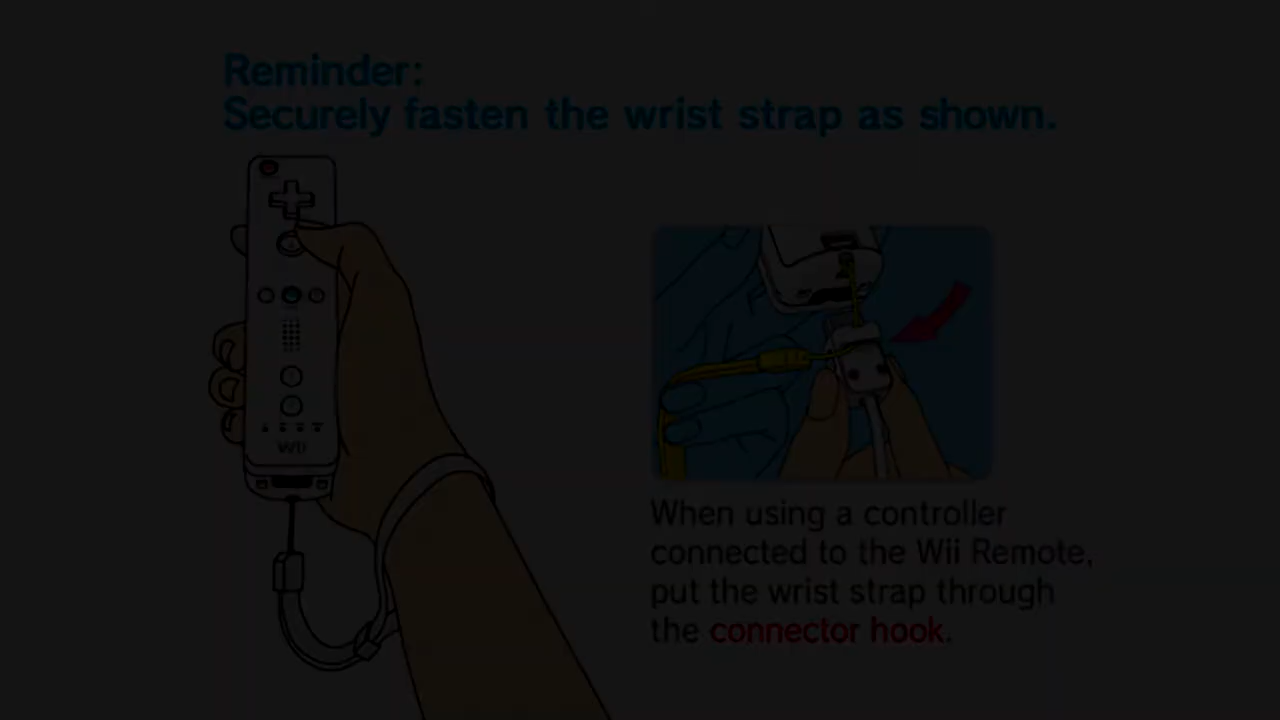 Reminder:
Securely fasten the wrist strap as shown.
Wii
When using a controller
connected to the Wii Remote,
put the wrist strap through
the connector hook.